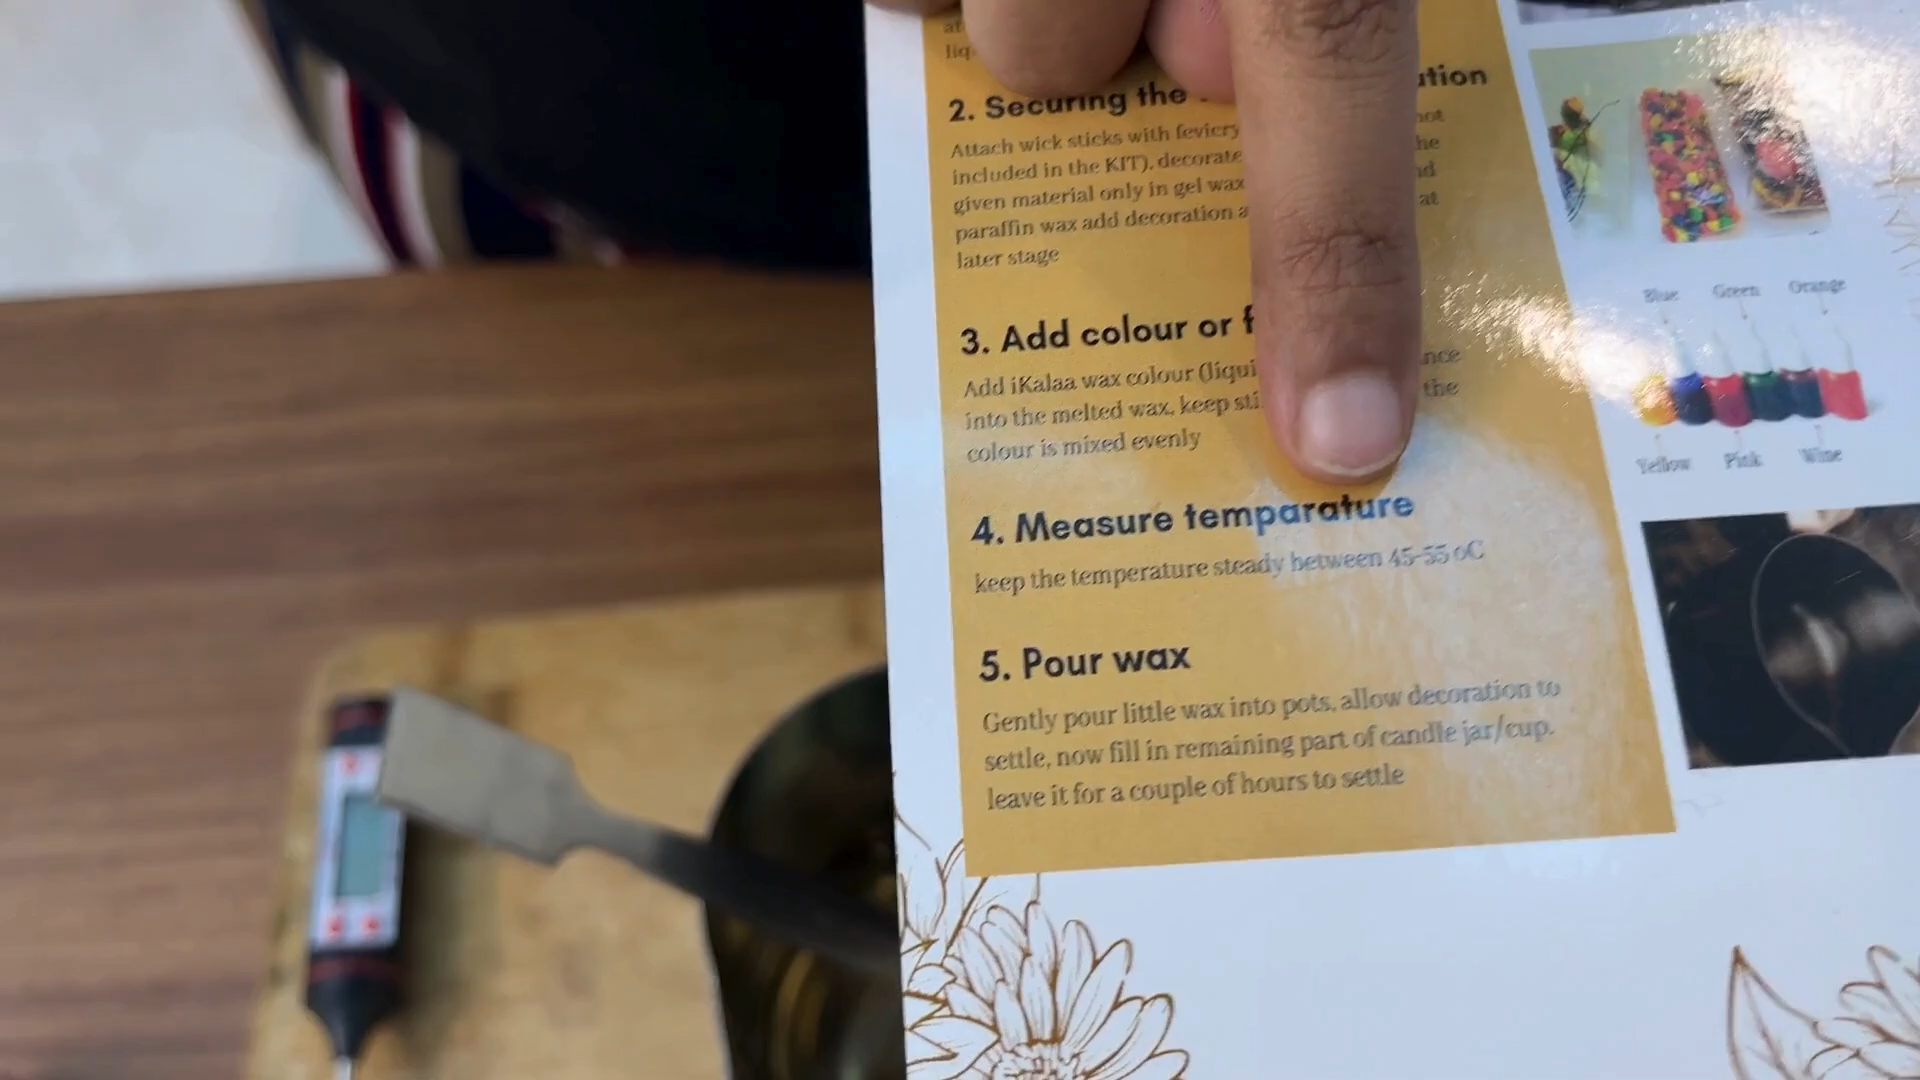 at
liq
2. Securing the
ution
Attach wick sticks with fevicry
not
included in the KIT). decorate
he
given material only in gel wax
nd
paraffin wax add decoration a
at
later stage
3. Add colour or f
Add iKalaa wax colour (liqui
nce
into the melted wax, keep sti
the
colour is mixed evenly
4. Measure temparature
keep the temperature steady between 45-55 oC
5. Pour wax
Gently pour little wax into pots, allow decoration to
settle, now fill in remaining part of candle jar/cup.
leave it for a couple of hours to settle
Blue Green Orange
Yellow Pink Wine